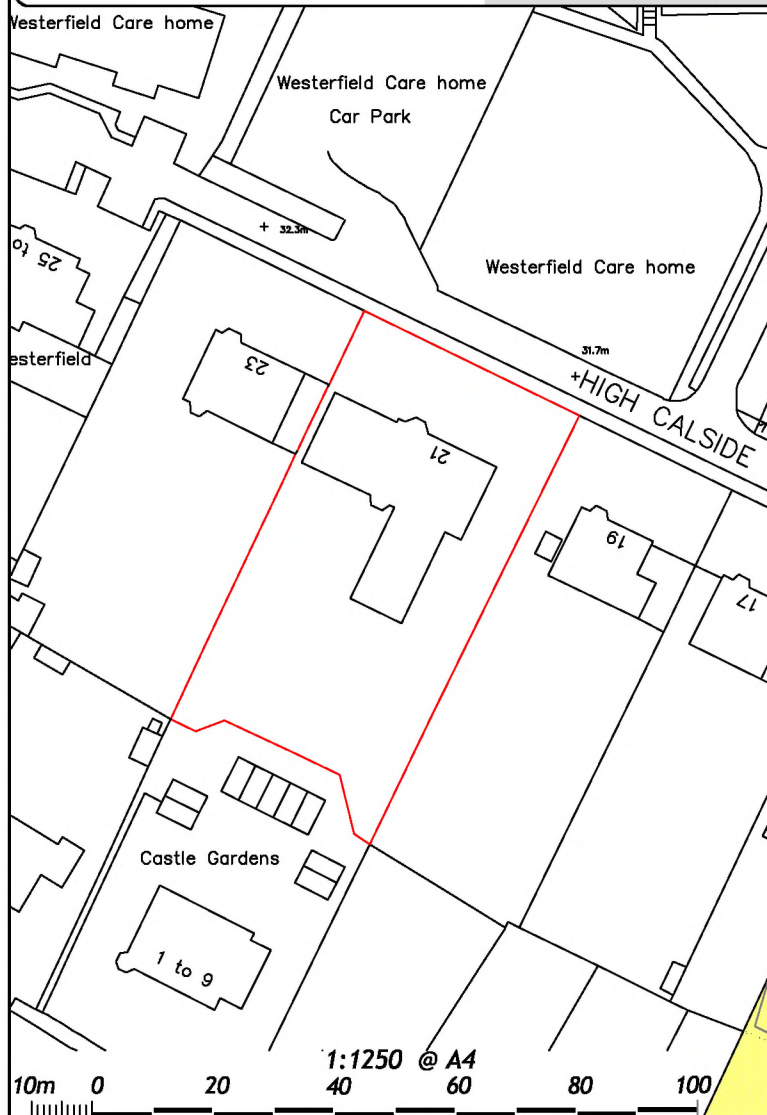 Westerfield Care home
Westerfield Care home
Car Park
+ 32.3m
25 to
Westerfield Care home
esterfield
23
31.7m
+HIGH CALSIDE
21
19
17
Castle Gardens
1 to 9
1:1250 @ A4
10m 0 20 40 60 80 100